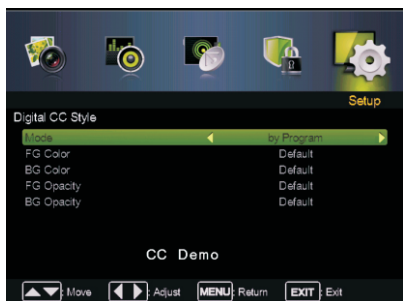 Setup
Digital CC Style
Mode by Program
FG Color Default
BG Color Default
FG Opacity Default
BG Opacity Default
CC Demo
: Move : Adjust MENU : Return EXIT : Exit